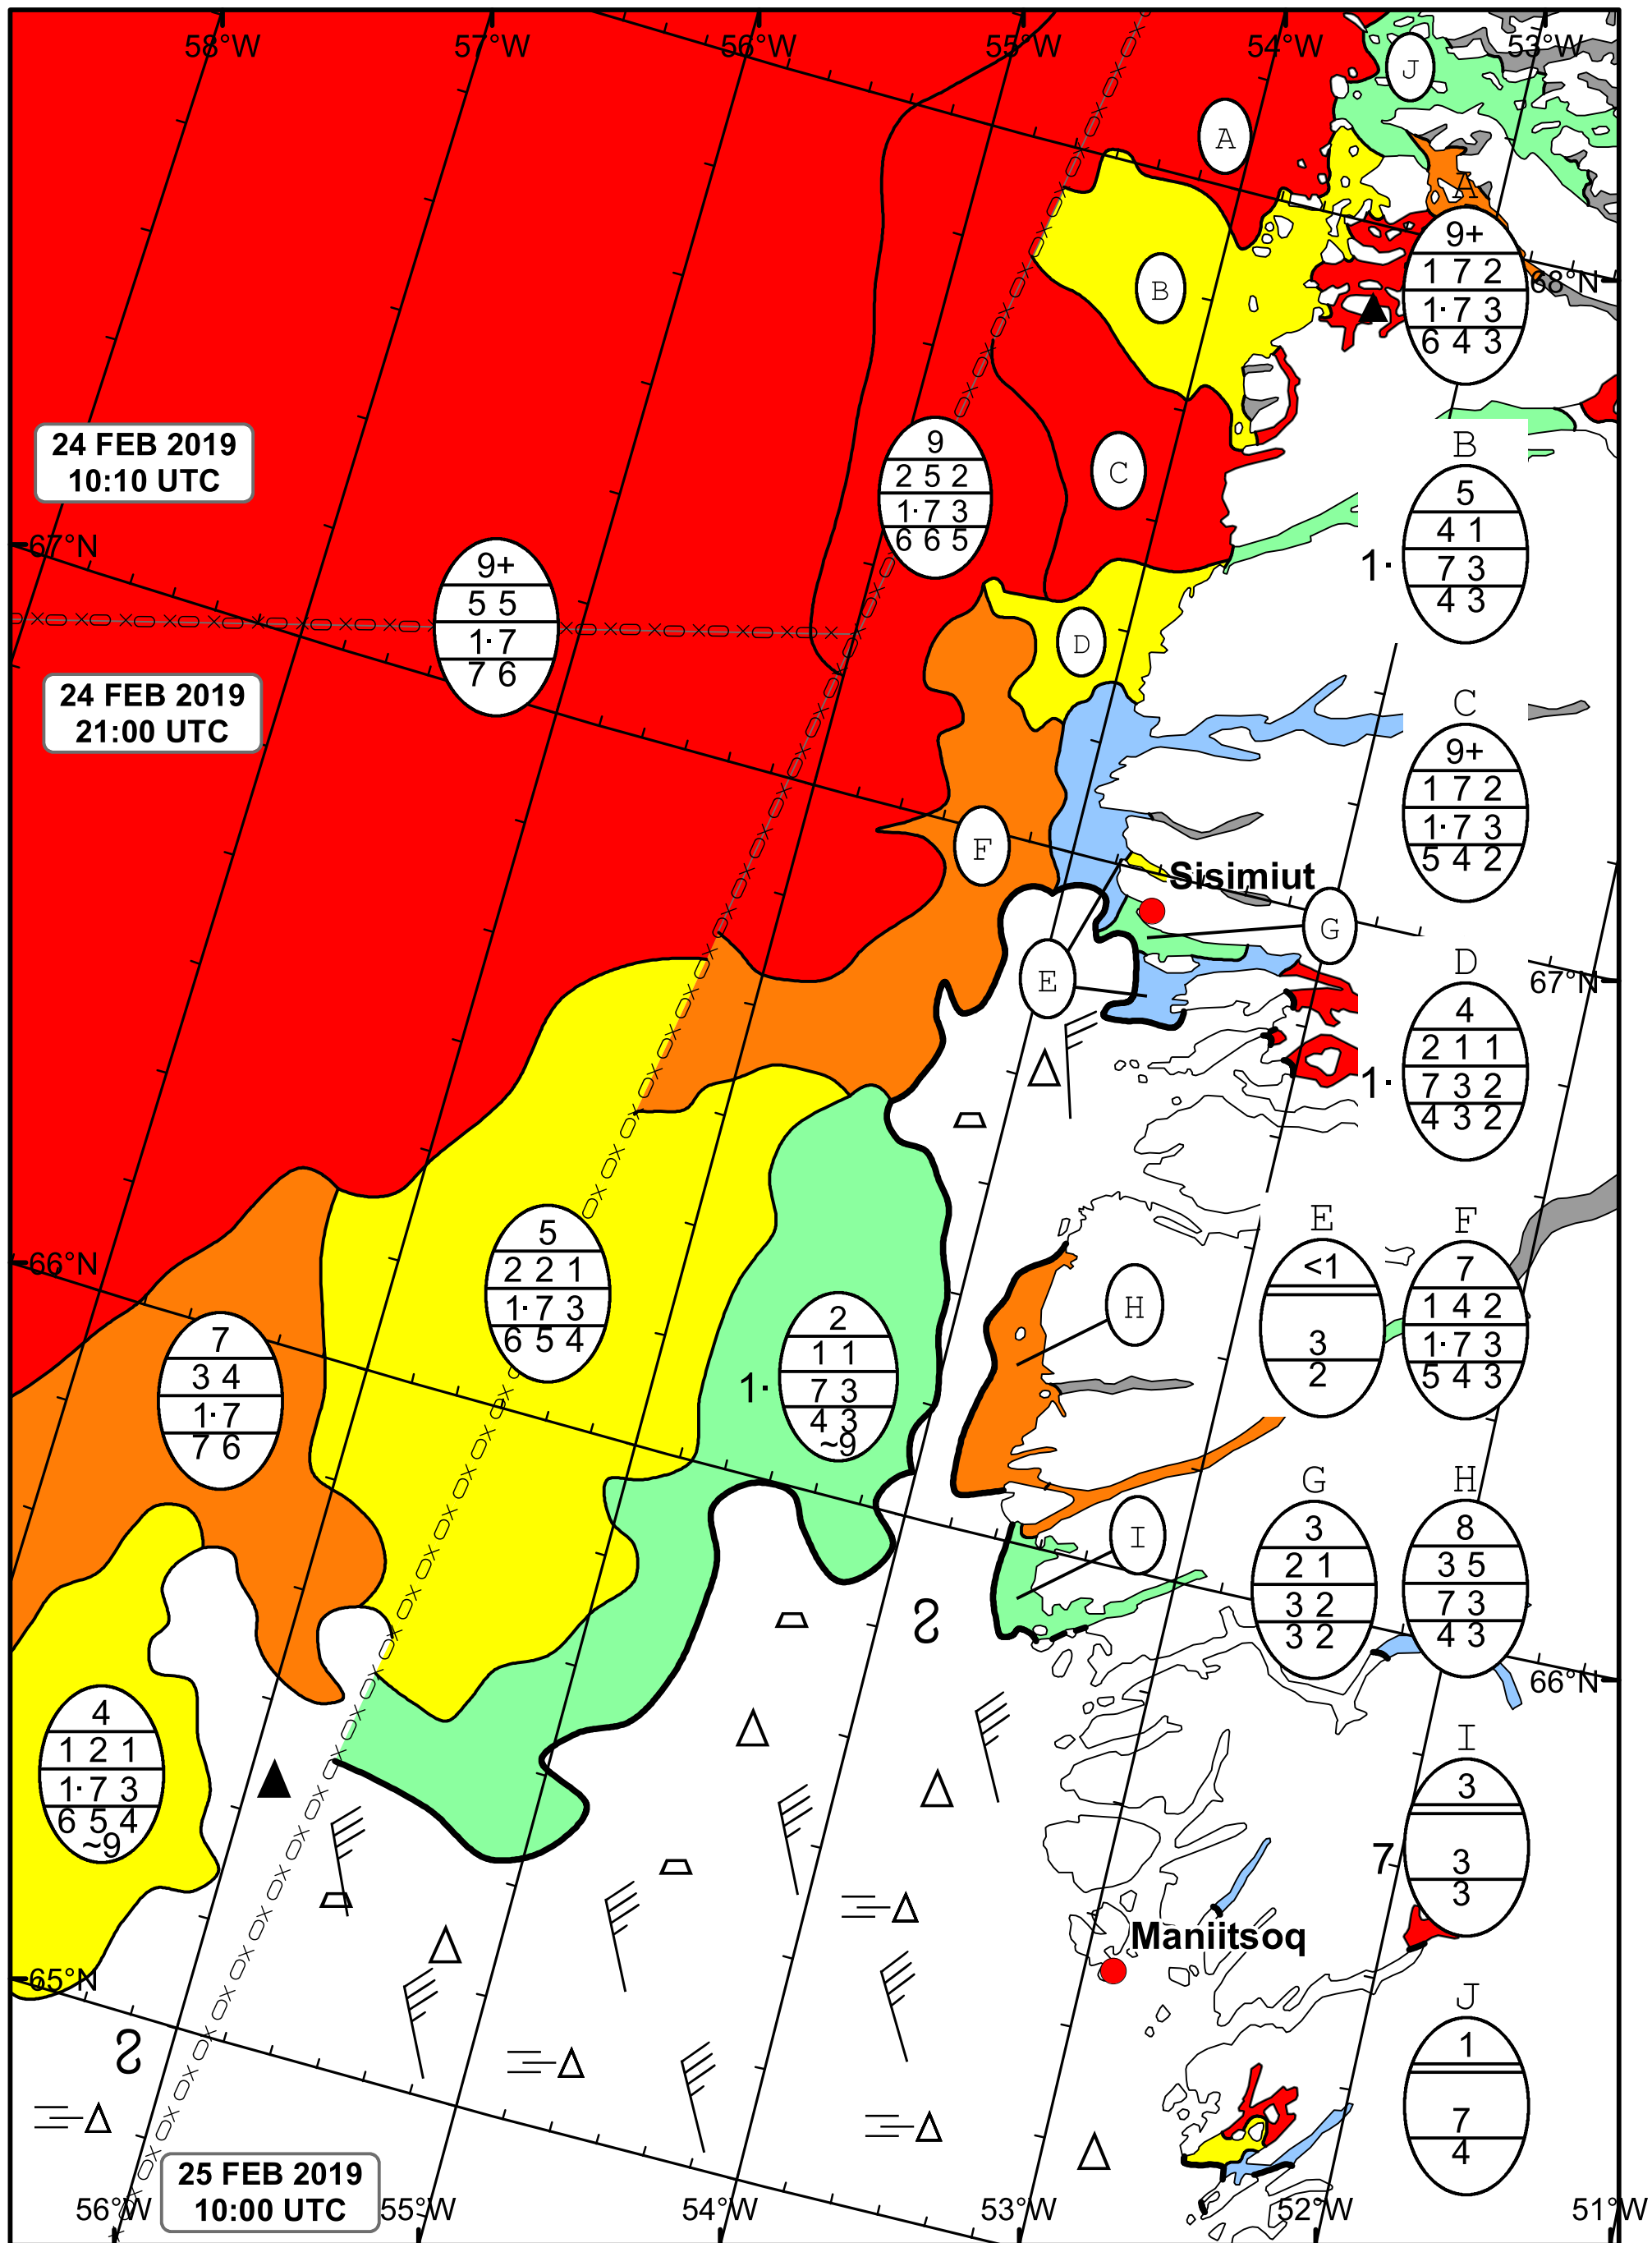 58°W 57°W 56°W 55°W 54°W 53°W
J
A
A
9+
1 7 2
1· 7 3
6 4 3
68°N
B
24 FEB 2019
10:10 UTC
9
2 5 2
1· 7 3
6 6 5
C
B
5
4 1
1· 7 3
4 3
67°N
9+
5 5
1· 7
7 6
D
24 FEB 2019
21:00 UTC
C
9+
1 7 2
1· 7 3
5 4 2
F
Sisimiut
G
E
67°N
D
4
2 1 1
1· 7 3 2
4 3 2
66°N
5
2 2 1
1· 7 3
6 5 4
H
E
<1
3
2
F
7
1 4 2
1· 7 3
5 4 3
7
3 4
1· 7
7 6
2
1 1
1· 7 3
4 3
~9
I
G
3
2 1
3 2
3 2
H
8
3 5
7 3
4 3
66°N
4
1 2 1
1· 7 3
6 5 4
~9
I
3
7 3
3
Maniitsoq
65°N
J
1
7
4
25 FEB 2019
10:00 UTC
56°W 55°W 54°W 53°W 52°W 51°W